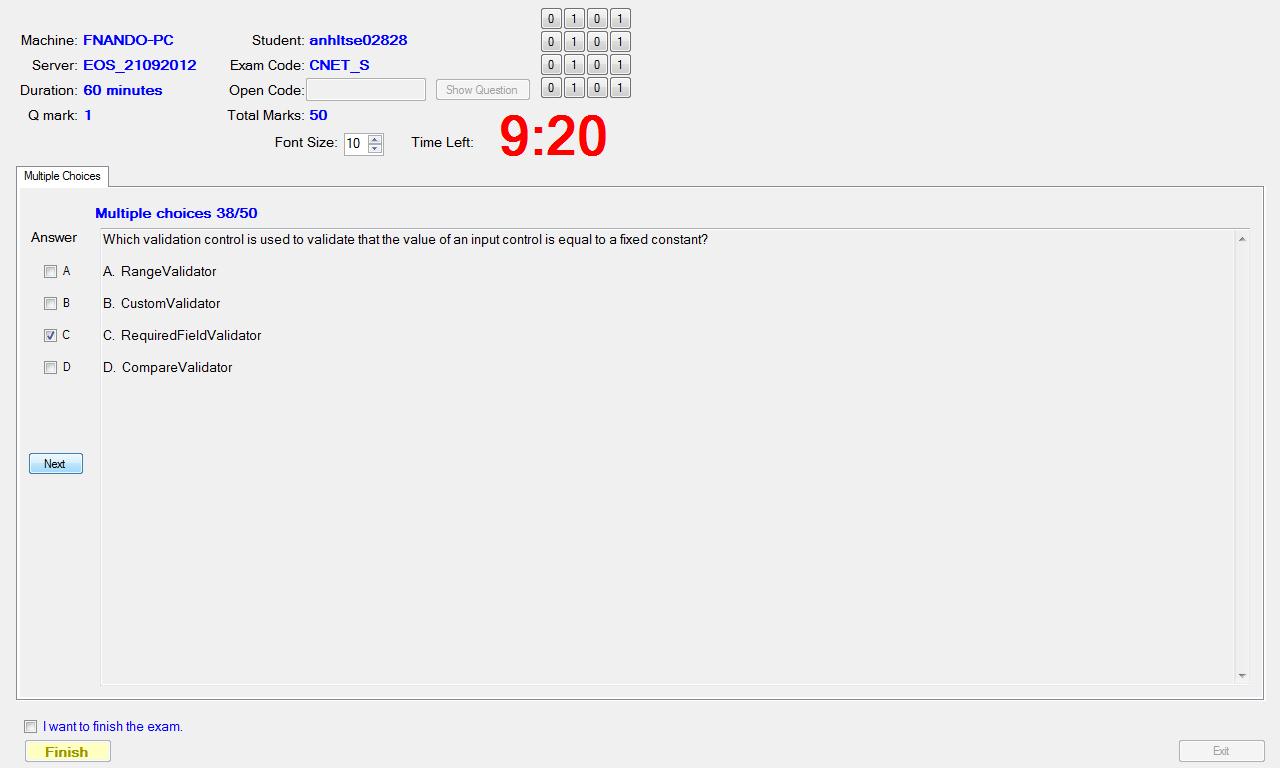 Machine: FNANDO-PC Student: anhltse02828
Server: EOS_21092012 Exam Code: CNET_S
Duration: 60 minutes Open Code: Show Question
Q mark: 1 Total Marks: 50
0 1 0 1
0 1 0 1
0 1 0 1
0 1 0 1
Font Size: 10 Time Left: 9:20
Multiple Choices
Multiple choices 38/50
Answer
Which validation control is used to validate that the value of an input control is equal to a fixed constant?
A A. RangeValidator
B B. CustomValidator
C C. RequiredFieldValidator
D D. CompareValidator
Next
I want to finish the exam.
Finish Exit